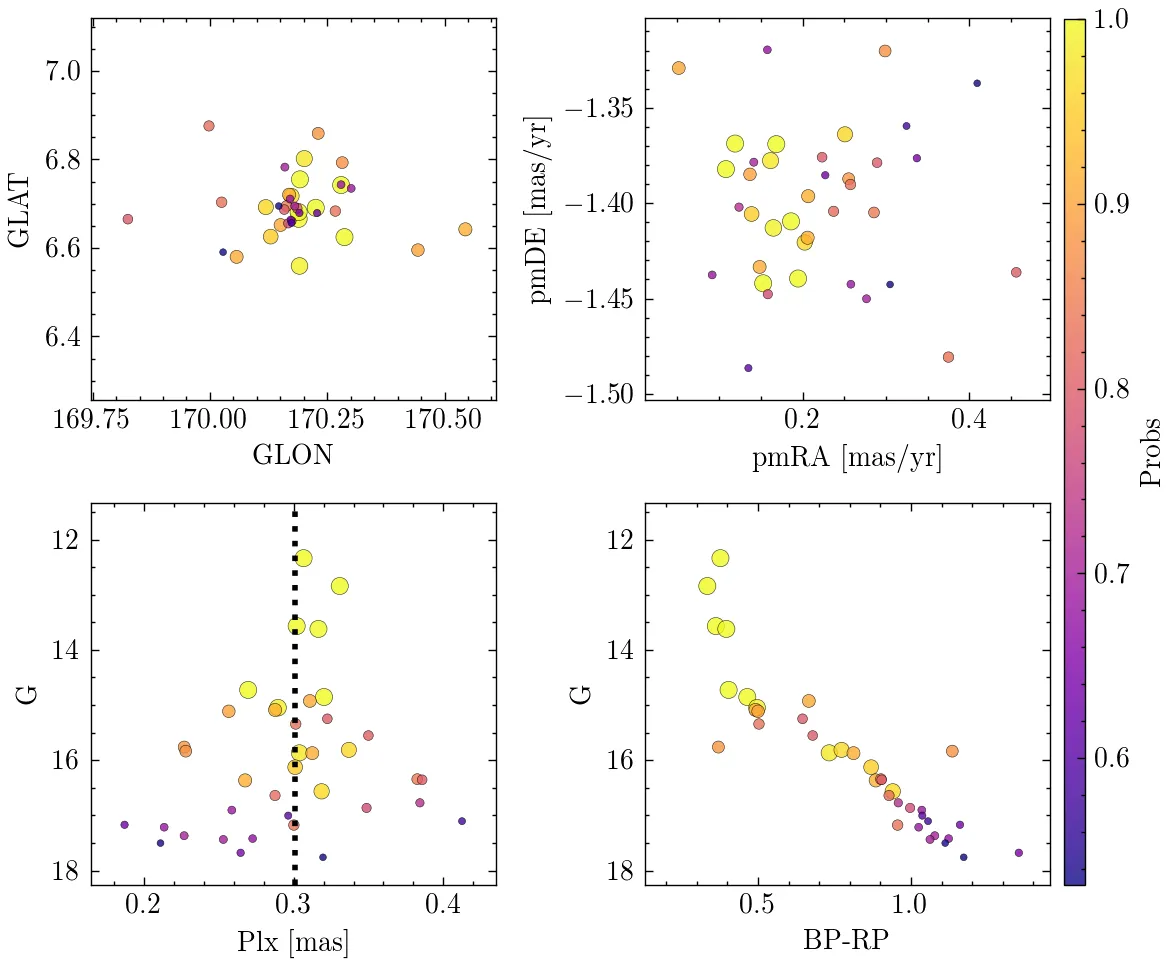 7.0
6.8
6.6
6.4
GLAT
169.75 170.00 170.25 170.50
GLON
−1.35
−1.40
−1.45
−1.50
pmDE [mas/yr]
0.2 0.4
pmRA [mas/yr]
1.0
0.9
0.8
0.7
0.6
Probs
12
14
16
18
G
0.2 0.3 0.4
Plx [mas]
12
14
16
18
G
0.5 1.0
BP-RP